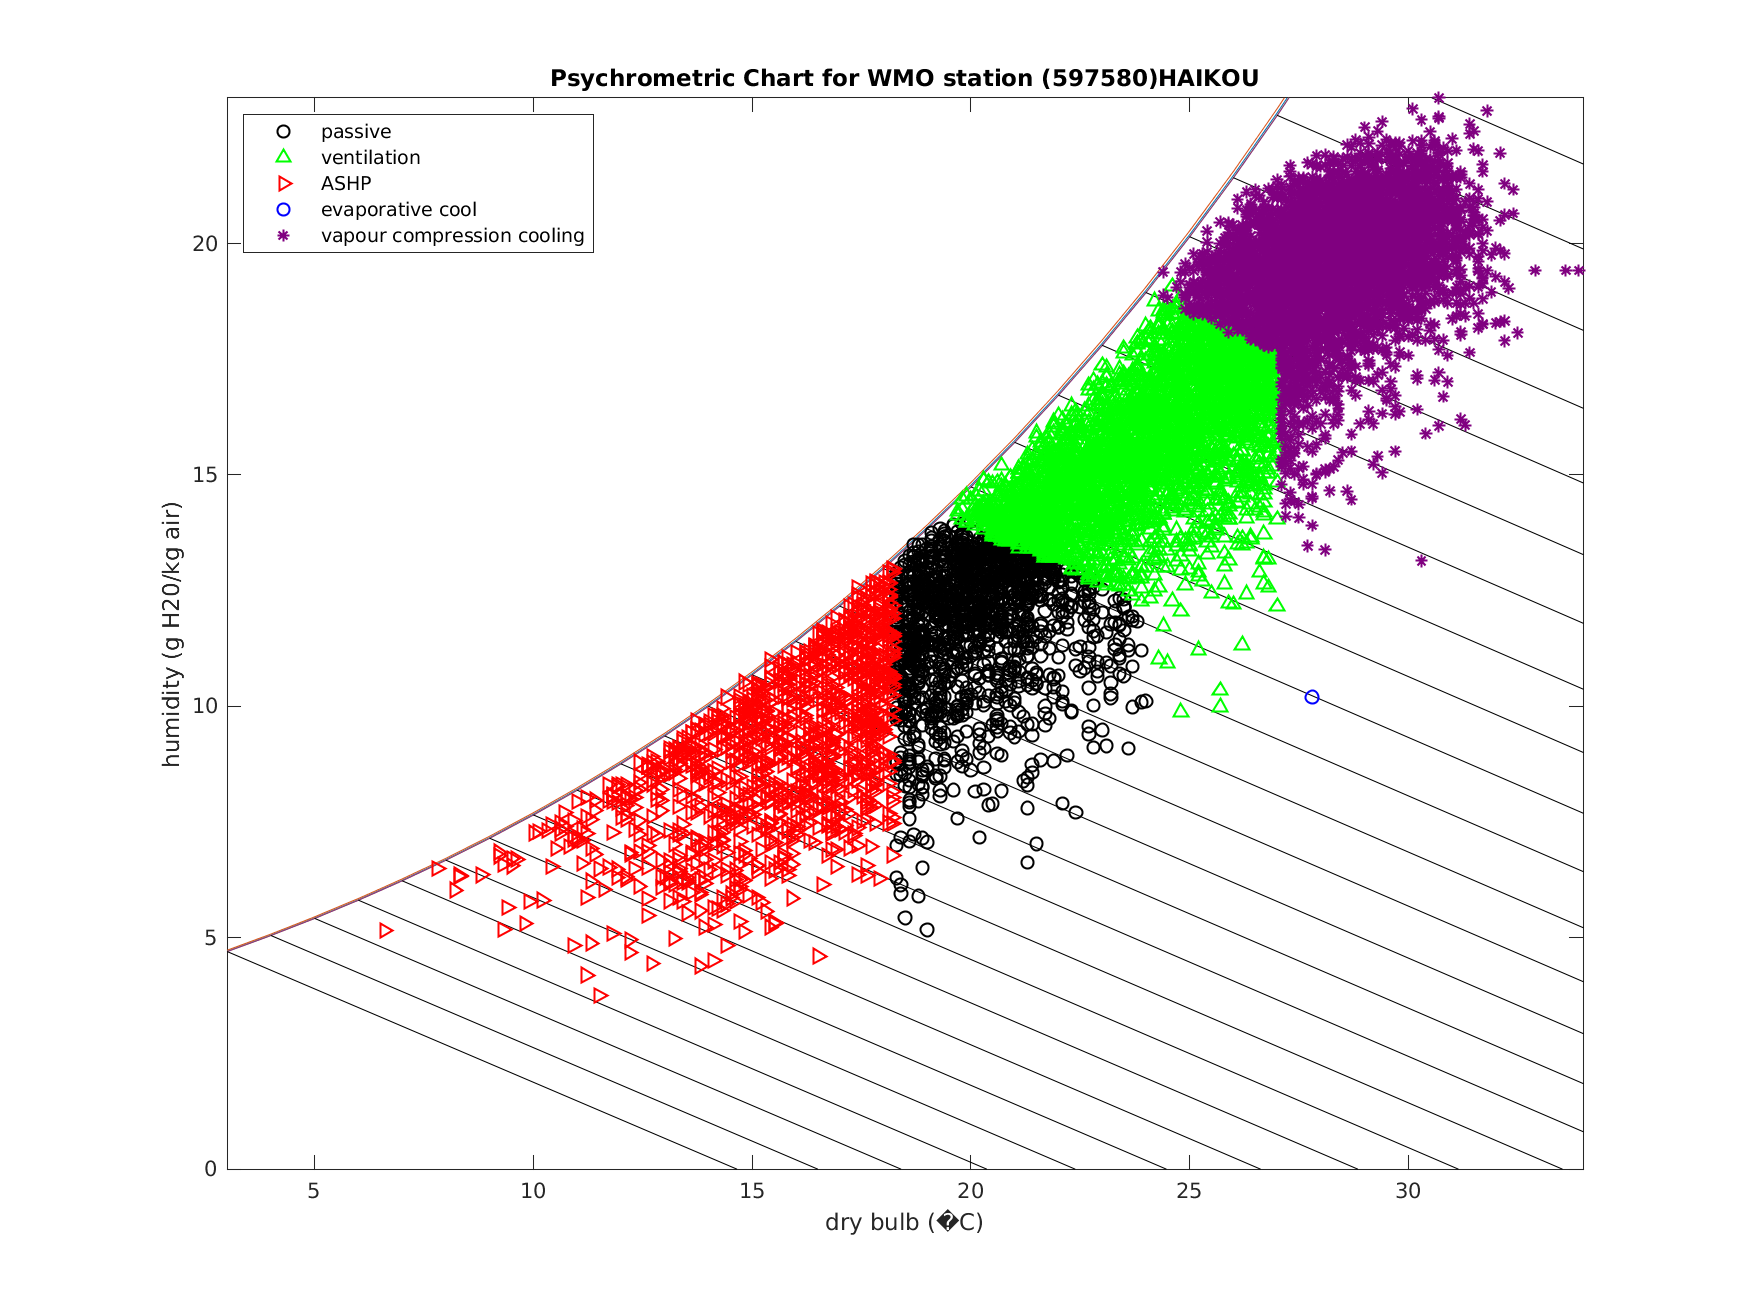 Psychrometric Chart for WMO station (597580)HAIKOU
passive
ventilation
ASHP
evaporative cool
vapour compression cooling
20
15
10
5
0
humidity (g H20/kg air)
5 10 15 20 25 30
dry bulb (�C)